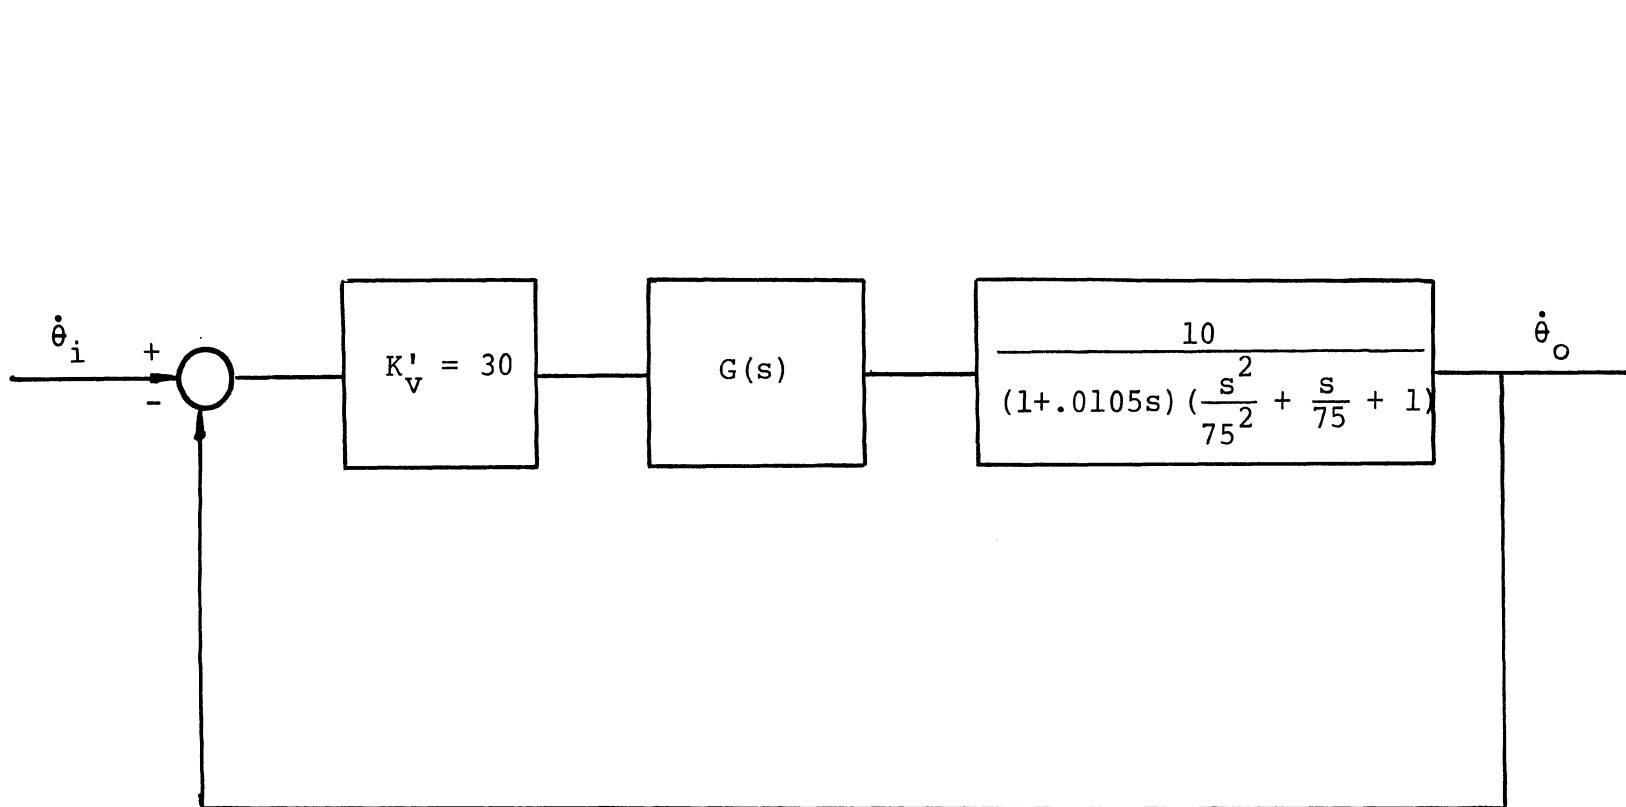 θ̇i
+
-
K'v = 30
G(s)
10
(1+.0105s)(s²/75² + s/75 + 1)
θ̇o